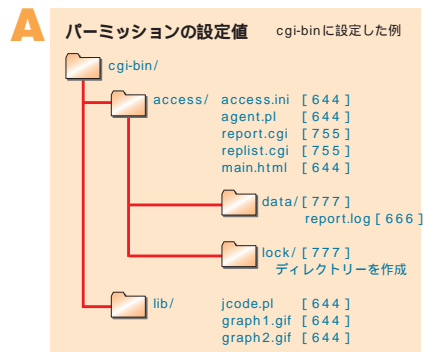 A
パーミッションの設定値 cgi-binに設定した例
cgi-bin/
access/ access.ini [644]
agent.pl [644]
report.cgi [755]
replist.cgi [755]
main.html [644]
data/[777]
report.log[666]
lock/[777]
ディレクトリーを作成
lib/ jcode.pl [644]
graph1.gif [644]
graph2.gif [644]